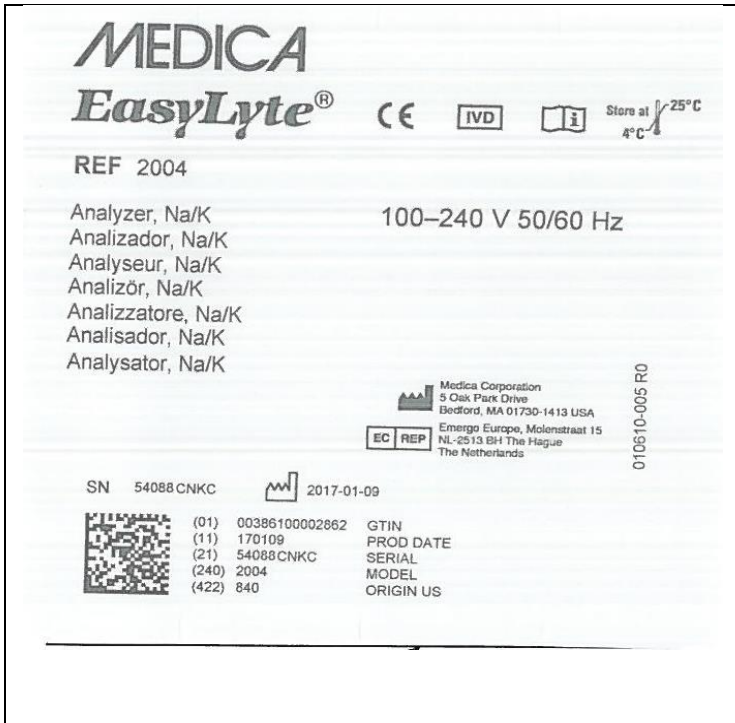 MEDICA
EasyLyte®
CE IVD i Store at 4°C 25°C
REF 2004
Analyzer, Na/K
100–240 V 50/60 Hz
Analizador, Na/K
Analyseur, Na/K
Analizör, Na/K
Analizzatore, Na/K
Analisador, Na/K
Analysator, Na/K
Medica Corporation
5 Oak Park Drive
Bedford, MA 01730-1413 USA
EC REP
Emergo Europe, Molenstraat 15
NL-2513 BH The Hague
The Netherlands
010610-005 R0
SN 54088CNKC 2017-01-09
(01) 00386100002862 GTIN
(11) 170109 PROD DATE
(21) 54088CNKC SERIAL
(240) 2004 MODEL
(422) 840 ORIGIN US